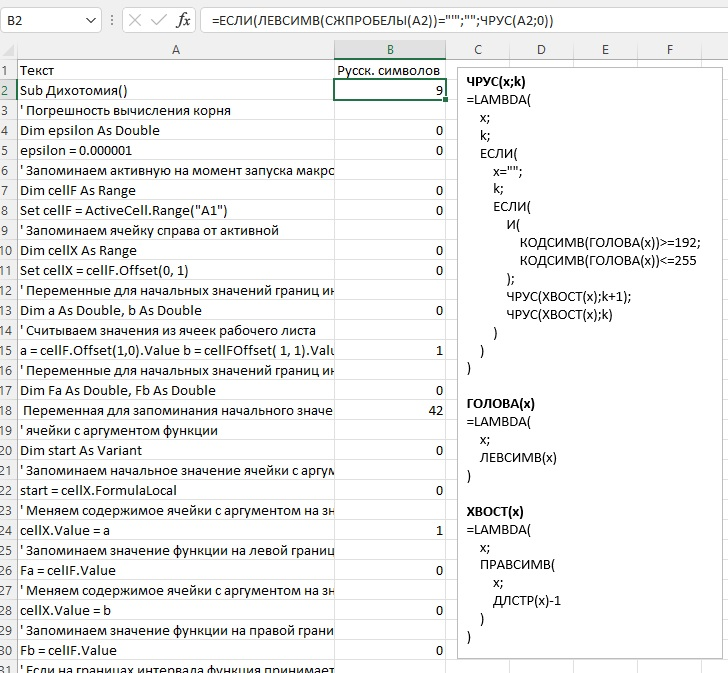 B2
fx
=ЕСЛИ(ЛЕВСИМВ(СЖПРОБЕЛЫ(A2))="'";"";ЧРУС(A2;0))
A B C D E F
1 Текст Русск. символов
2 Sub Дихотомия() 9
3 ' Погрешность вычисления корня
4 Dim epsilon As Double 0
5 epsilon = 0.000001 0
6 ' Запоминаем активную на момент запуска макро
7 Dim cellF As Range 0
8 Set cellF = ActiveCell.Range("A1") 0
9 ' Запоминаем ячейку справа от активной
10 Dim cellX As Range 0
11 Set cellX = cellF.Offset(0, 1) 0
12 ' Переменные для начальных значений границ ин
13 Dim a As Double, b As Double 0
14 ' Считываем значения из ячеек рабочего листа
15 a = cellF.Offset(1,0).Value b = cellFOffset( 1, 1).Valu 1
16 ' Переменные для начальных значений границ ин
17 Dim Fa As Double, Fb As Double 0
18 Переменная для запоминания начального значе 42
19 ' ячейки с аргументом функции
20 Dim start As Variant 0
21 ' Запоминаем начальное значение ячейки с аргум
22 start = cellX.FormulaLocal 0
23 ' Меняем содержимое ячейки с аргументом на зн
24 cellX.Value = а 1
25 ' Запоминаем значение функции на левой границ
26 Fa = celIF.Value 0
27 ' Меняем содержимое ячейки с аргументом на зн
28 cellX.Value = b 0
29 ' Запоминаем значение функции на правой грани
30 Fb = celIF.Value 0
31 ' Если на границах интервала функция принимает
ЧРУС(x;k)
=LAMBDA(
x;
k;
ЕСЛИ(
x="";
k;
ЕСЛИ(
И(
КОДСИМВ(ГОЛОВА(x))>=192;
КОДСИМВ(ГОЛОВА(x))<=255
);
ЧРУС(ХВОСТ(x);k+1);
ЧРУС(ХВОСТ(x);k)
)
)
)
ГОЛОВА(x)
=LAMBDA(
x;
ЛЕВСИМВ(x)
)
ХВОСТ(x)
=LAMBDA(
x;
ПРАВСИМВ(
x;
ДЛСТР(x)-1
)
)